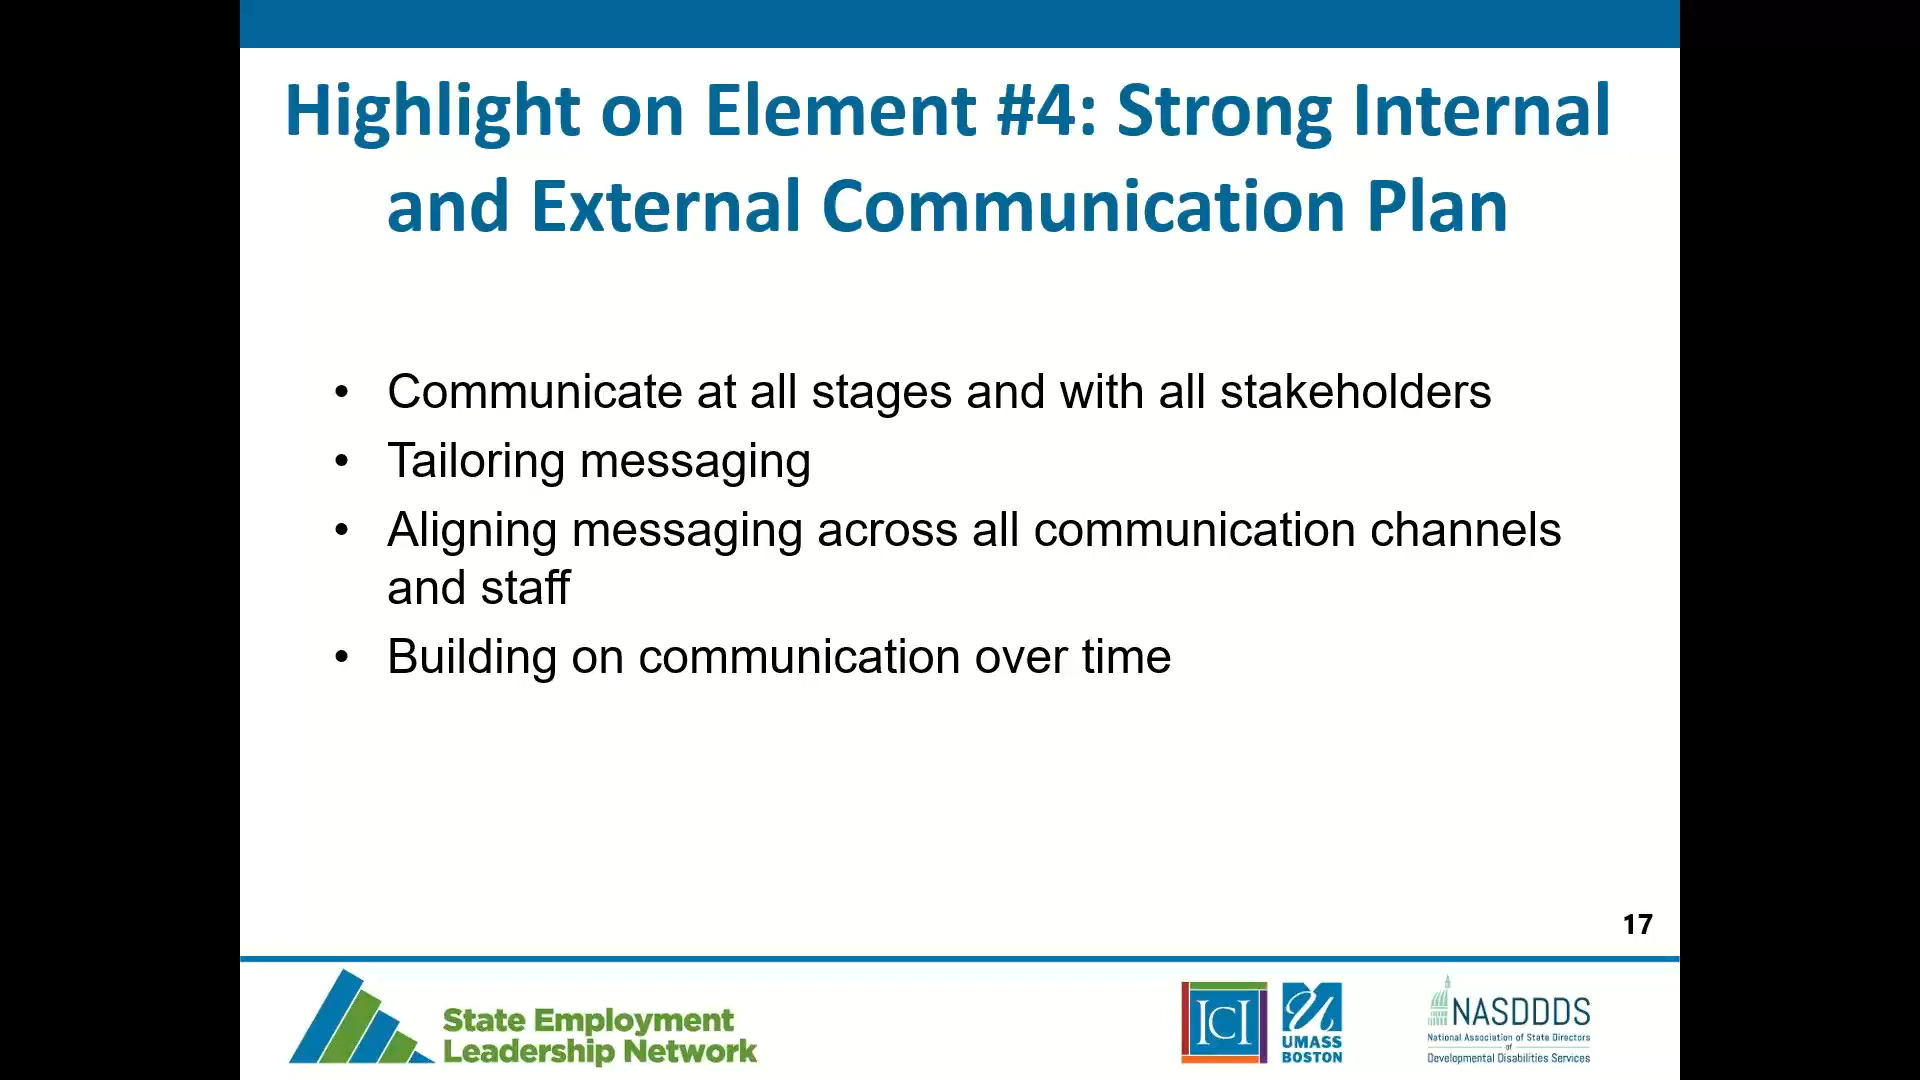 Highlight on Element #4: Strong Internal
and External Communication Plan
• Communicate at all stages and with all stakeholders
• Tailoring messaging
• Aligning messaging across all communication channels
and staff
• Building on communication over time
17
State Employment
Leadership Network
ICI
UMASS
BOSTON
NASDDDS
National Association of State Directors
of
Developmental Disabilities Services